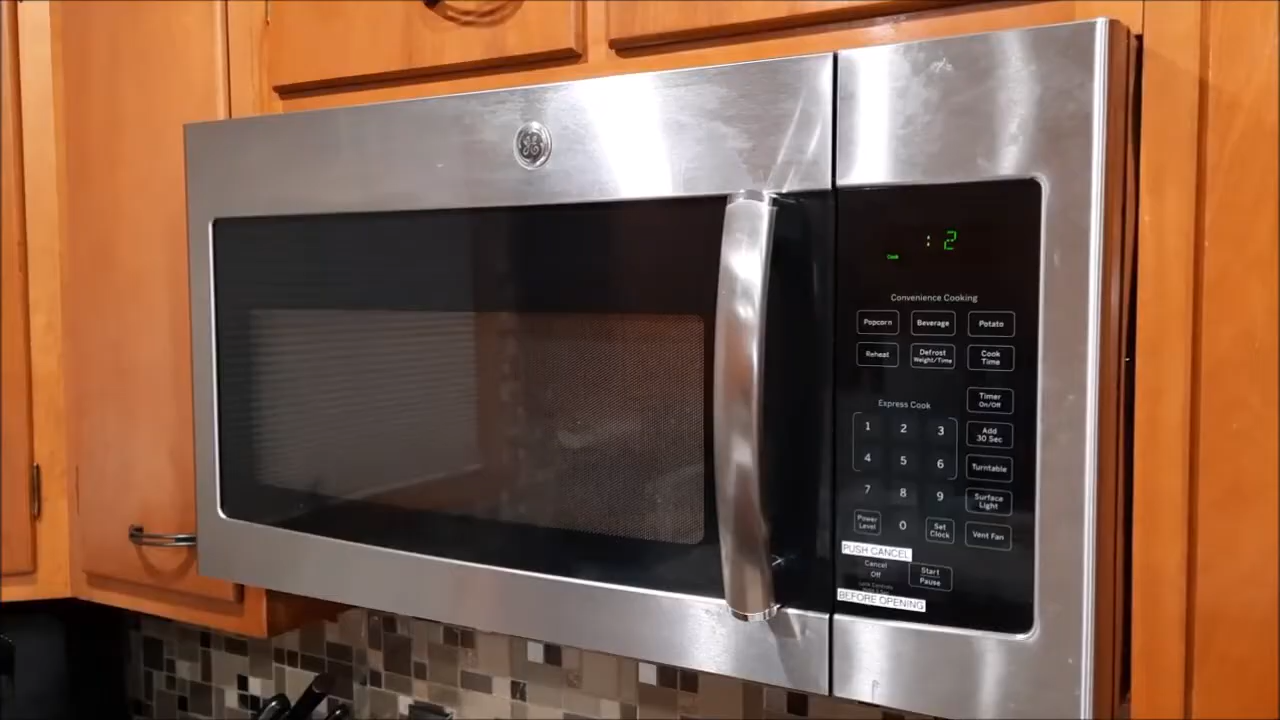 GE
: 2
Cook
Convenience Cooking
Popcorn Beverage Potato
Reheat Defrost Weight/Time Cook Time
Timer On/Off
Express Cook
1 2 3 Add 30 Sec
4 5 6 Turntable
7 8 9 Surface Light
Power Level 0 Set Clock Vent Fan
PUSH CANCEL
Cancel Off Start Pause
BEFORE OPENING